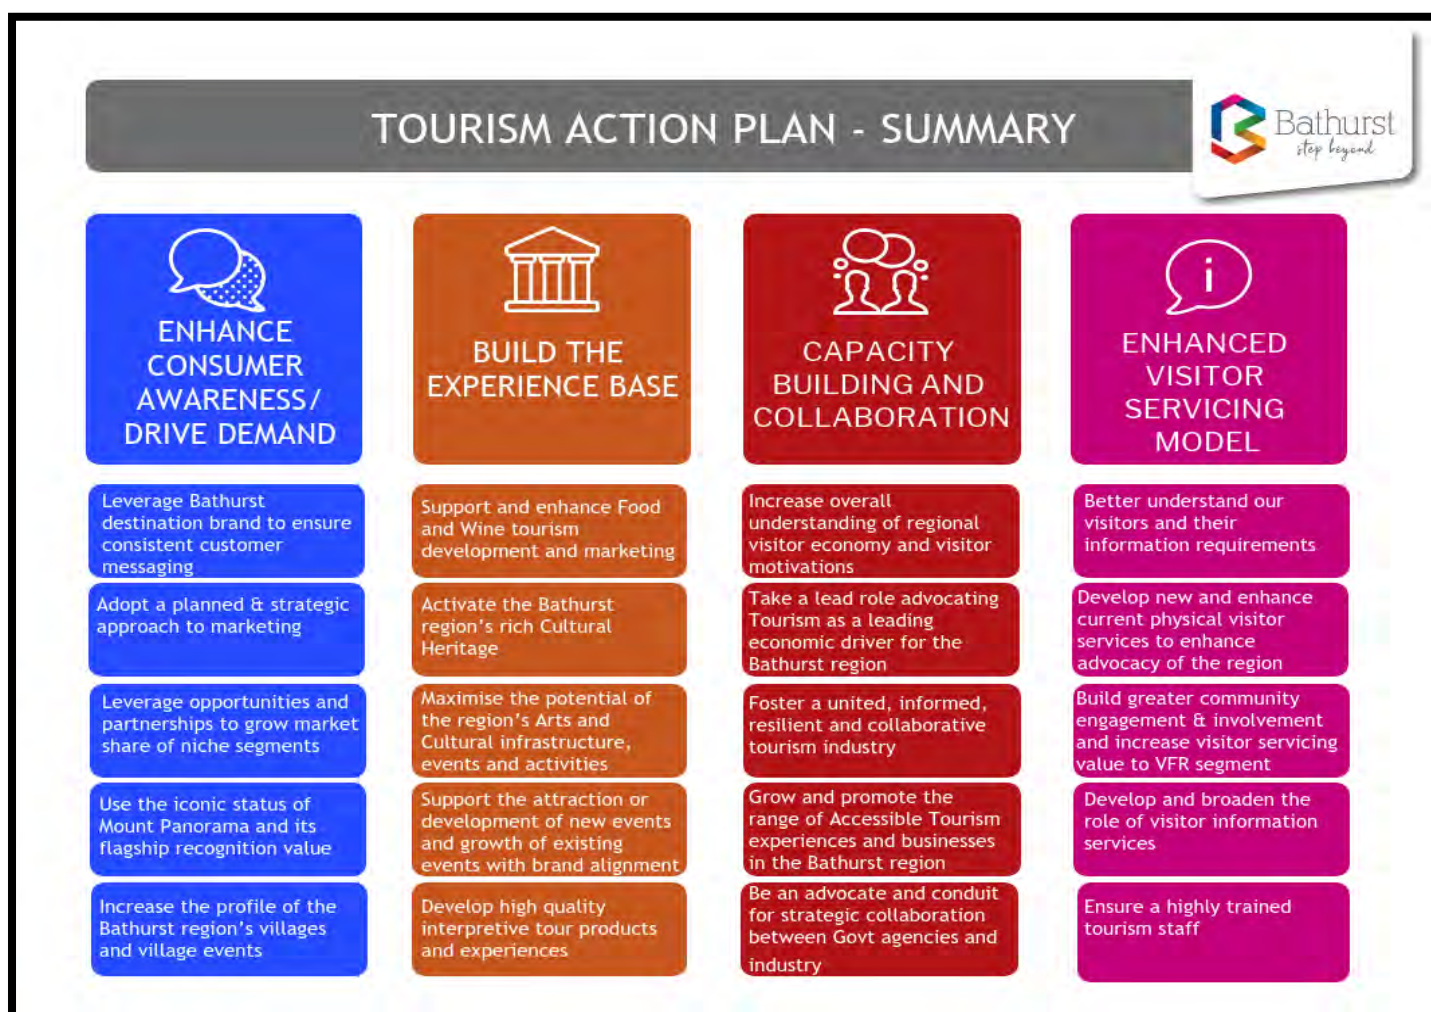 TOURISM ACTION PLAN - SUMMARY
Bathurst
step beyond
ENHANCE
CONSUMER
AWARENESS/
DRIVE DEMAND
Leverage Bathurst
destination brand to ensure
consistent customer
messaging
Adopt a planned & strategic
approach to marketing
Leverage opportunities and
partnerships to grow market
share of niche segments
Use the iconic status of
Mount Panorama and its
flagship recognition value
Increase the profile of the
Bathurst region's villages
and village events
BUILD THE
EXPERIENCE BASE
Support and enhance Food
and Wine tourism
development and marketing
Activate the Bathurst
region's rich Cultural
Heritage
Maximise the potential of
the region's Arts and
Cultural infrastructure,
events and activities
Support the attraction or
development of new events
and growth of existing
events with brand alignment
Develop high quality
interpretive tour products
and experiences
CAPACITY
BUILDING AND
COLLABORATION
Increase overall
understanding of regional
visitor economy and visitor
motivations
Take a lead role advocating
Tourism as a leading
economic driver for the
Bathurst region
Foster a united, informed,
resilient and collaborative
tourism industry
Grow and promote the
range of Accessible Tourism
experiences and businesses
in the Bathurst region
Be an advocate and conduit
for strategic collaboration
between Govt agencies and
industry
i
ENHANCED
VISITOR
SERVICING
MODEL
Better understand our
visitors and their
information requirements
Develop new and enhance
current physical visitor
services to enhance
advocacy of the region
Build greater community
engagement & involvement
and increase visitor servicing
value to VFR segment
Develop and broaden the
role of visitor information
services
Ensure a highly trained
tourism staff